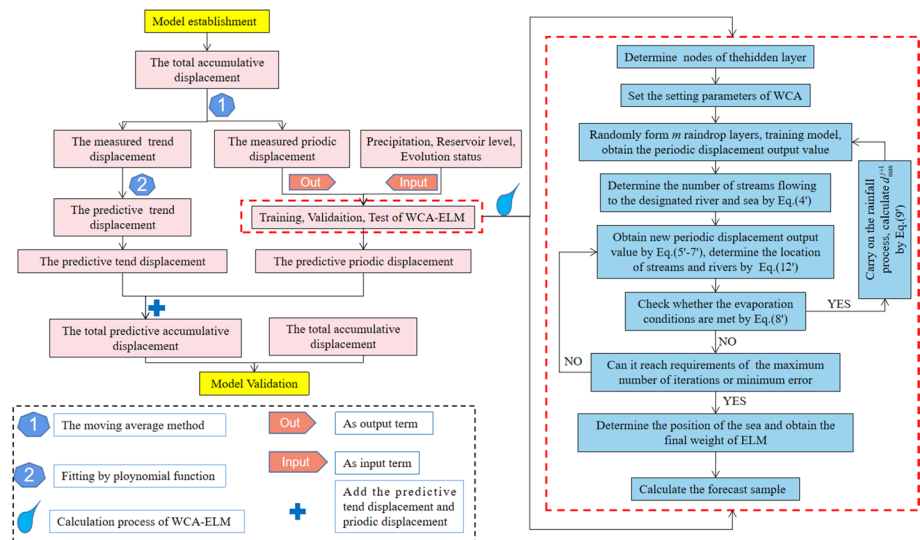 Model establishment
The total accumulative
displacement
1
The measured trend
displacement
The measured priodic
displacement
Precipitation, Reservoir level,
Evolution status
2
Out
Input
The predictive trend
displacement
Training, Validaition, Test of WCA-ELM
The predictive tend displacement
The predictive priodic displacement
The total predictive accumulative
displacement
The total accumulative
displacement
Model Validation
1
The moving average method
Out
As output term
2
Fitting by ploynomial function
Input
As input term
Calculation process of WCA-ELM
Add the predictive
tend displacement and
priodic displacement
Determine nodes of thehidden layer
Set the setting parameters of WCA
Randomly form m raindrop layers, training model,
obtain the periodic displacement output value
Determine the number of streams flowing
to the designated river and sea by Eq.(4')
Obtain new periodic displacement output
value by Eq.(5'-7'), determine the location
of streams and rivers by Eq.(12')
Check whether the evaporation
conditions are met by Eq.(8')
YES
Carry on the rainfall
process, calculate d_max^{j+1}
by Eq.(9')
NO
Can it reach requirements of the maximum
number of iterations or minimum error
NO
YES
Determine the position of the sea and obtain the
final weight of ELM
Calculate the forecast sample